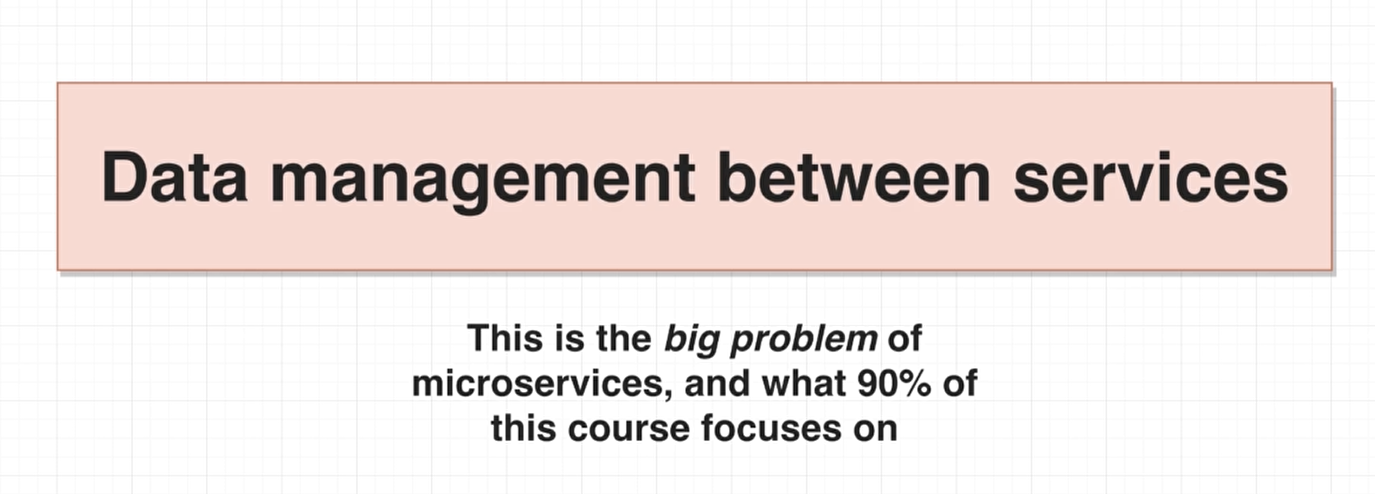 Data management between services
This is the big problem of
microservices, and what 90% of
this course focuses on